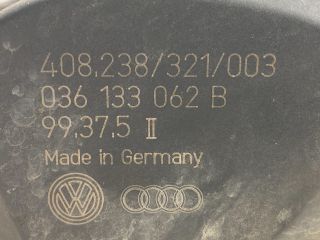 408.238/321/003
036 133 062 B
99.37.5 II
Made in Germany